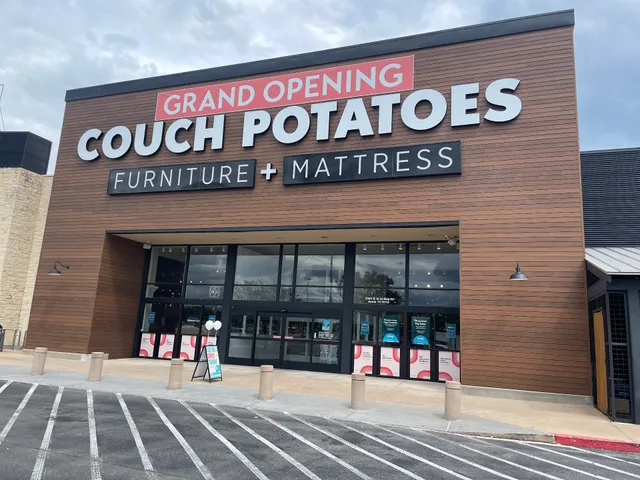 GRAND OPENING
COUCH POTATOES
FURNITURE + MATTRESS